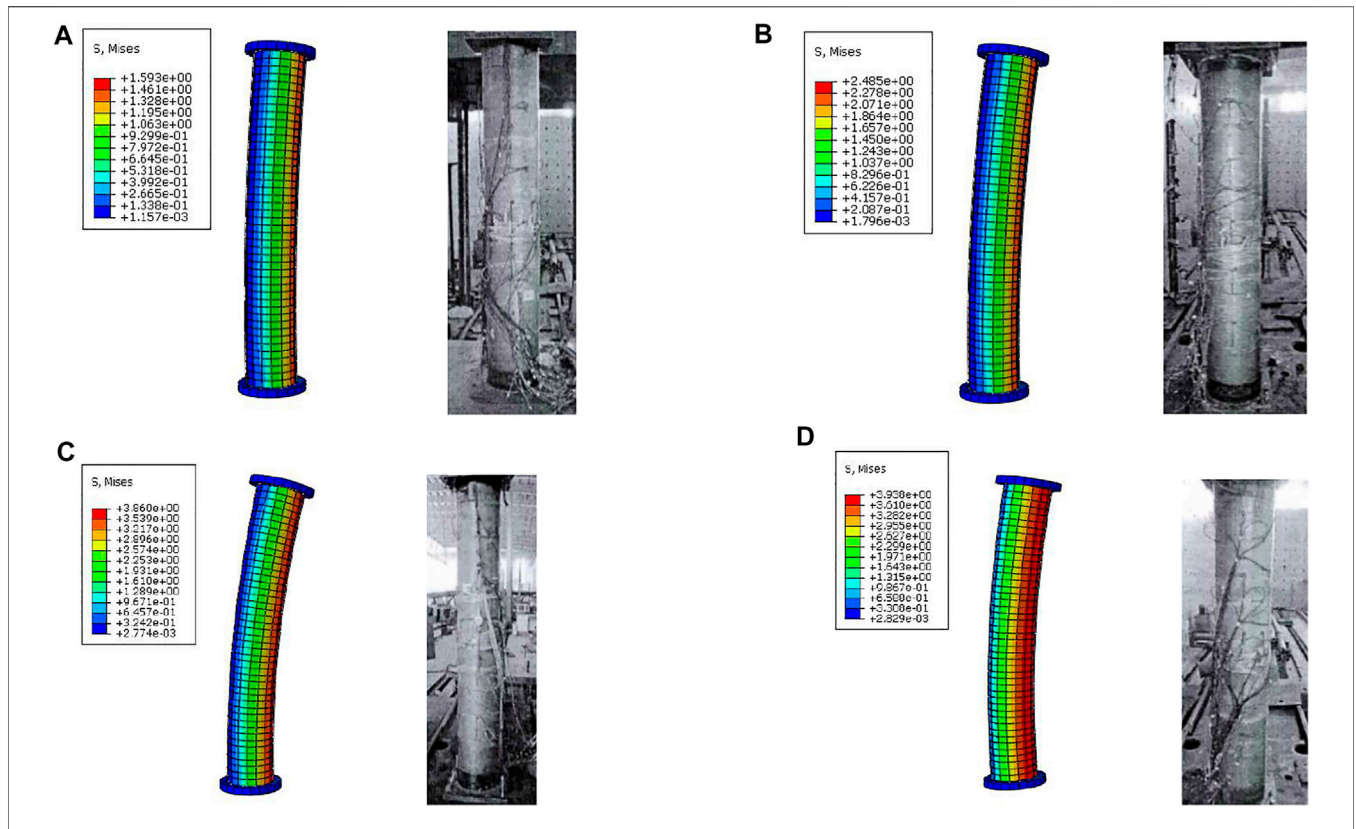 A
S, Mises
+1.593e+00
+1.461e+00
+1.328e+00
+1.195e+00
+1.063e+00
+9.299e-01
+7.972e-01
+6.645e-01
+5.318e-01
+3.992e-01
+2.665e-01
+1.338e-01
+1.157e-03
B
S, Mises
+2.485e+00
+2.278e+00
+2.071e+00
+1.864e+00
+1.657e+00
+1.450e+00
+1.243e+00
+1.037e+00
+8.296e-01
+6.226e-01
+4.157e-01
+2.087e-01
+1.796e-03
C
S, Mises
+3.860e+00
+3.539e+00
+3.217e+00
+2.896e+00
+2.574e+00
+2.253e+00
+1.931e+00
+1.610e+00
+1.289e+00
+9.671e-01
+6.457e-01
+3.242e-01
+2.774e-03
D
S, Mises
+3.938e+00
+3.610e+00
+3.282e+00
+2.955e+00
+2.627e+00
+2.299e+00
+1.971e+00
+1.643e+00
+1.315e+00
+9.867e-01
+6.588e-01
+3.308e-01
+2.829e-03